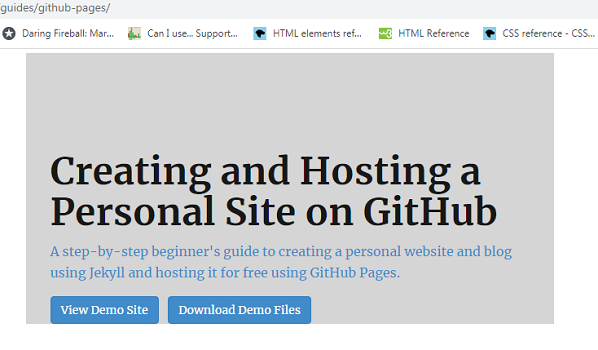 /guides/github-pages/
Daring Fireball: Mar... Can I use... Support... HTML elements ref... HTML Reference CSS reference - CSS...
Creating and Hosting a
Personal Site on GitHub
A step-by-step beginner's guide to creating a personal website and blog
using Jekyll and hosting it for free using GitHub Pages.
View Demo Site Download Demo Files